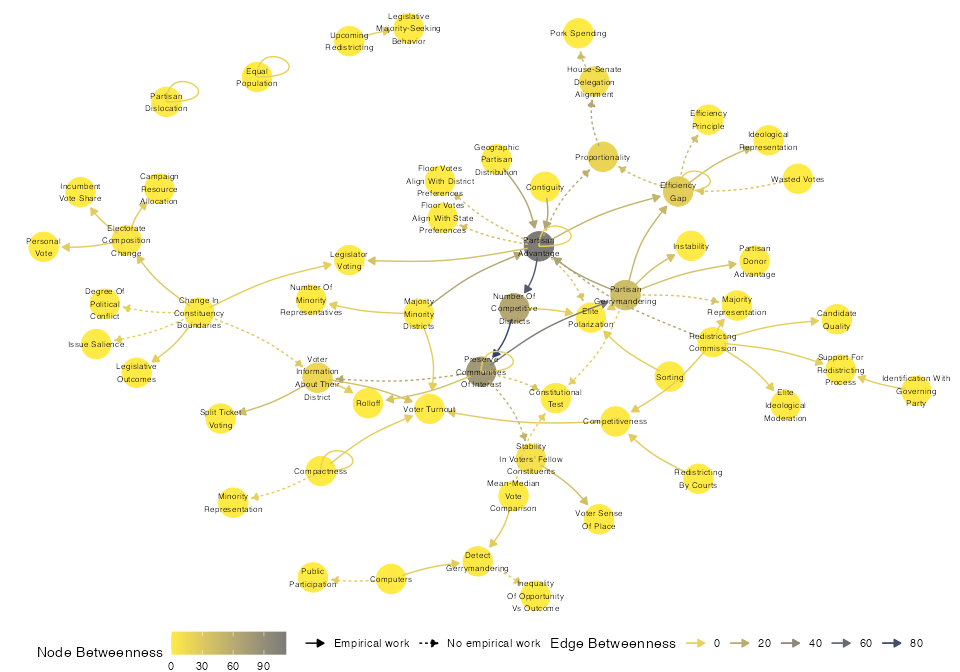 Legislative
Majority-Seeking
Behavior
Upcoming
Redistricting
Pork Spending
Equal
Population
House-Senate
Delegation
Alignment
Partisan
Dislocation
Efficiency
Principle
Ideological
Representation
Geographic
Partisan
Distribution
Proportionality
Floor Votes
Align With District
Preferences
Contiguity
Efficiency
Gap
Wasted Votes
Incumbent
Vote Share
Campaign
Resource
Allocation
Floor Votes
Align With State
Preferences
Personal
Vote
Electorate
Composition
Change
Partisan
Advantage
Instability
Legislator
Voting
Partisan
Donor
Advantage
Degree Of
Political
Conflict
Change In
Constituency
Boundaries
Number Of
Minority
Representatives
Majority
Minority
Districts
Number Of
Competitive
Districts
Elite
Polarization
Partisan
Gerrymandering
Majority
Representation
Candidate
Quality
Issue Salience
Redistricting
Commission
Legislative
Outcomes
Voter
Information
About Their
District
Preserve
Communities
Of Interest
Sorting
Support For
Redistricting
Process
Identification With
Governing
Party
Split Ticket
Voting
Rolloff
Voter Turnout
Constitutional
Test
Competitiveness
Elite
Ideological
Moderation
Compactness
Stability
In Voters' Fellow
Constituents
Redistricting
By Courts
Minority
Representation
Mean-Median
Vote
Comparison
Voter Sense
Of Place
Public
Participation
Computers
Detect
Gerrymandering
Inequality
Of Opportunity
Vs Outcome
Node Betweenness
0 30 60 90
Empirical work
No empirical work
Edge Betweenness
0 20 40 60 80